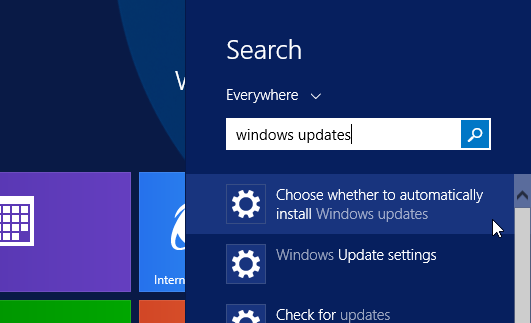 Search
Everywhere
windows updates
Choose whether to automatically
install Windows updates
Windows Update settings
Check for updates
Intern